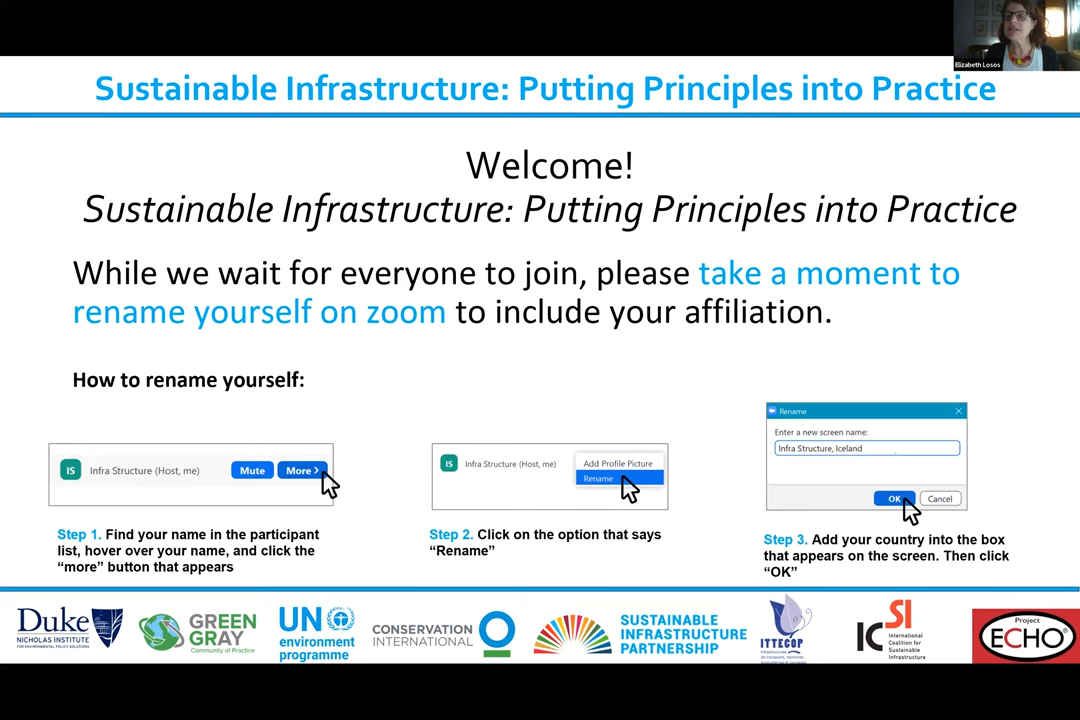 Elizabeth Losos
Sustainable Infrastructure: Putting Principles into Practice
Welcome!
Sustainable Infrastructure: Putting Principles into Practice
While we wait for everyone to join, please take a moment to
rename yourself on zoom to include your affiliation.
How to rename yourself:
IS Infra Structure (Host, me) Mute More >
Step 1. Find your name in the participant
list, hover over your name, and click the
“more” button that appears
IS Infra Structure (Host, me) Add Profile Picture
Rename
Step 2. Click on the option that says
“Rename”
Rename
Enter a new screen name:
Infra Structure, Iceland
OK Cancel
Step 3. Add your country into the box
that appears on the screen. Then click
“OK”
Duke
NICHOLAS INSTITUTE
FOR ENVIRONMENTAL POLICY SOLUTIONS
GREEN
GRAY
Community of Practice
UN
environment
programme
CONSERVATION
INTERNATIONAL
SUSTAINABLE
INFRASTRUCTURE
PARTNERSHIP
ITTECOP
ICSI
International
Coalition for
Sustainable
Infrastructure
Project
ECHO®